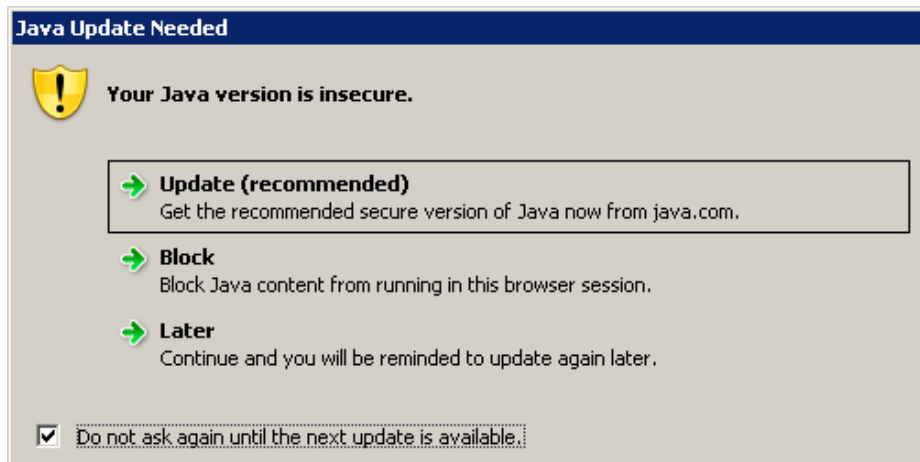 Java Update Needed
Your Java version is insecure.
Update (recommended)
Get the recommended secure version of Java now from java.com.
Block
Block Java content from running in this browser session.
Later
Continue and you will be reminded to update again later.
Do not ask again until the next update is available.